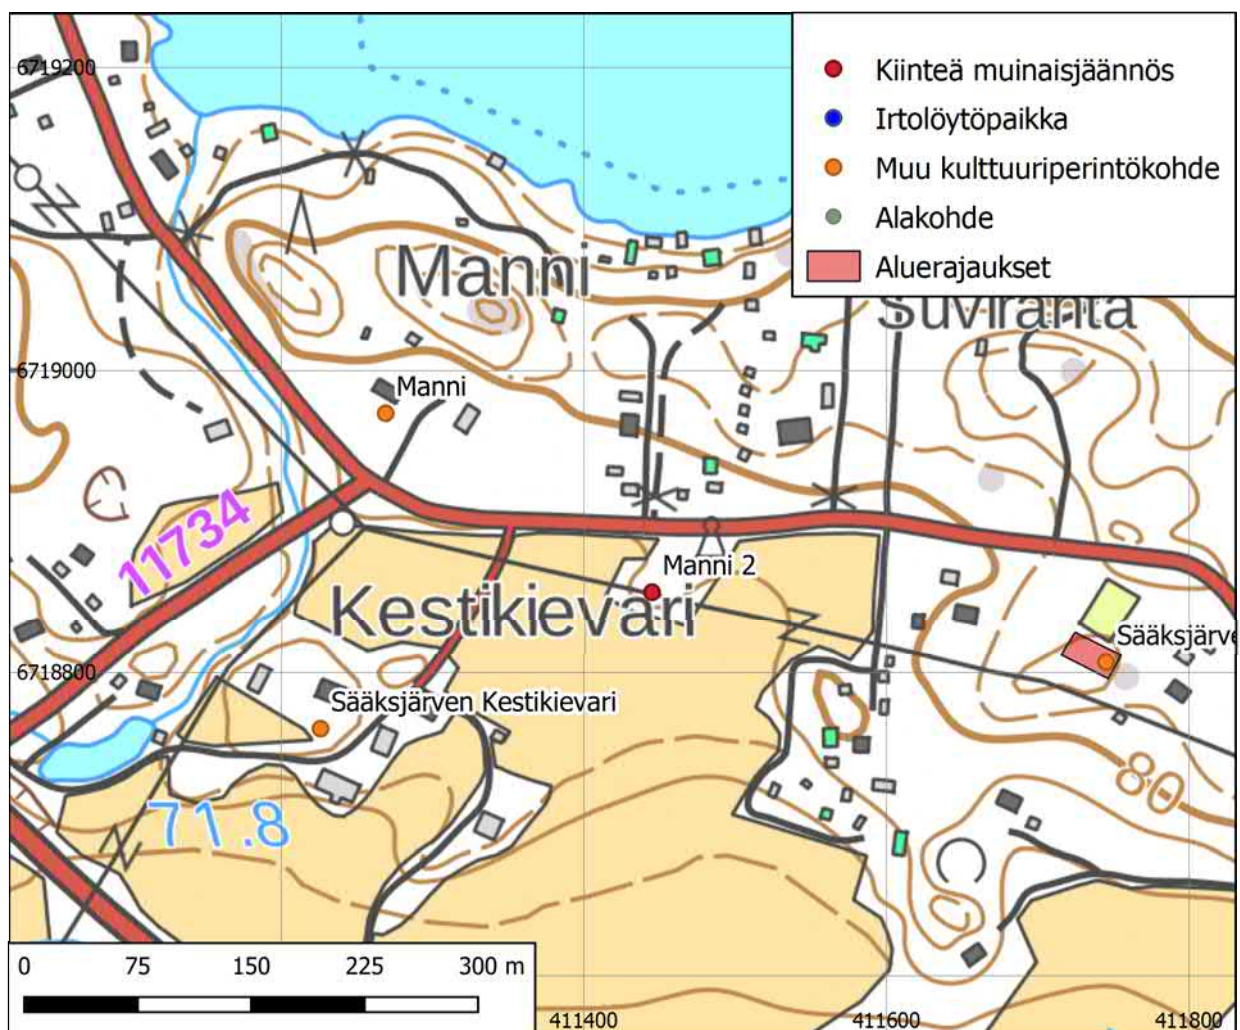 Kiinteä muinaisjäännös
Irtolöytöpaikka
Muu kulttuuriperintökohde
Alakohde
Aluerajaukset
6719200
Manni
Suviranta
6719000
Manni
11734
Manni 2
Kestikievari
Sääksjärve
6718800
Sääksjärven Kestikievari
80
71.8
0 75 150 225 300 m
411400 411600 411800